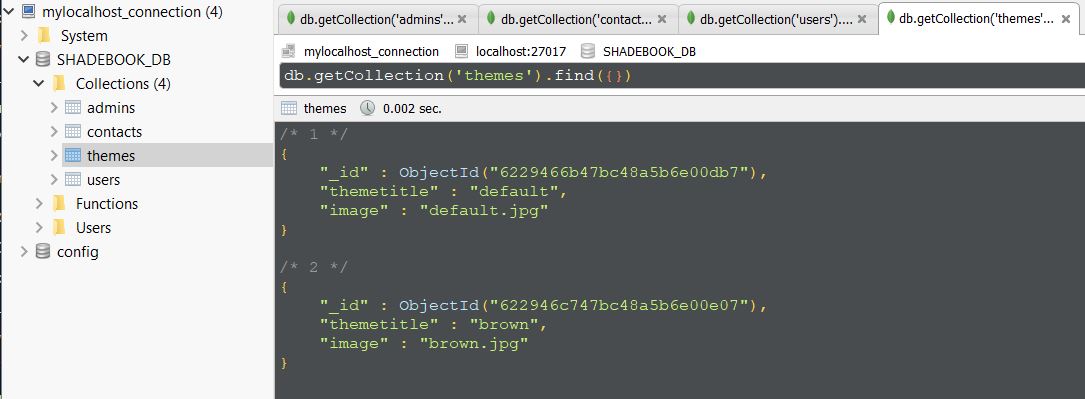 mylocalhost_connection (4)
System
SHADEBOOK_DB
Collections (4)
admins
contacts
themes
users
Functions
Users
config
db.getCollection('admins'...
db.getCollection('contact...
db.getCollection('users')....
db.getCollection('themes'...
mylocalhost_connection localhost:27017 SHADEBOOK_DB
db.getCollection('themes').find({})
themes 0.002 sec.
/* 1 */
{
"_id" : ObjectId("6229466b47bc48a5b6e00db7"),
"themetitle" : "default",
"image" : "default.jpg"
}
/* 2 */
{
"_id" : ObjectId("622946c747bc48a5b6e00e07"),
"themetitle" : "brown",
"image" : "brown.jpg"
}